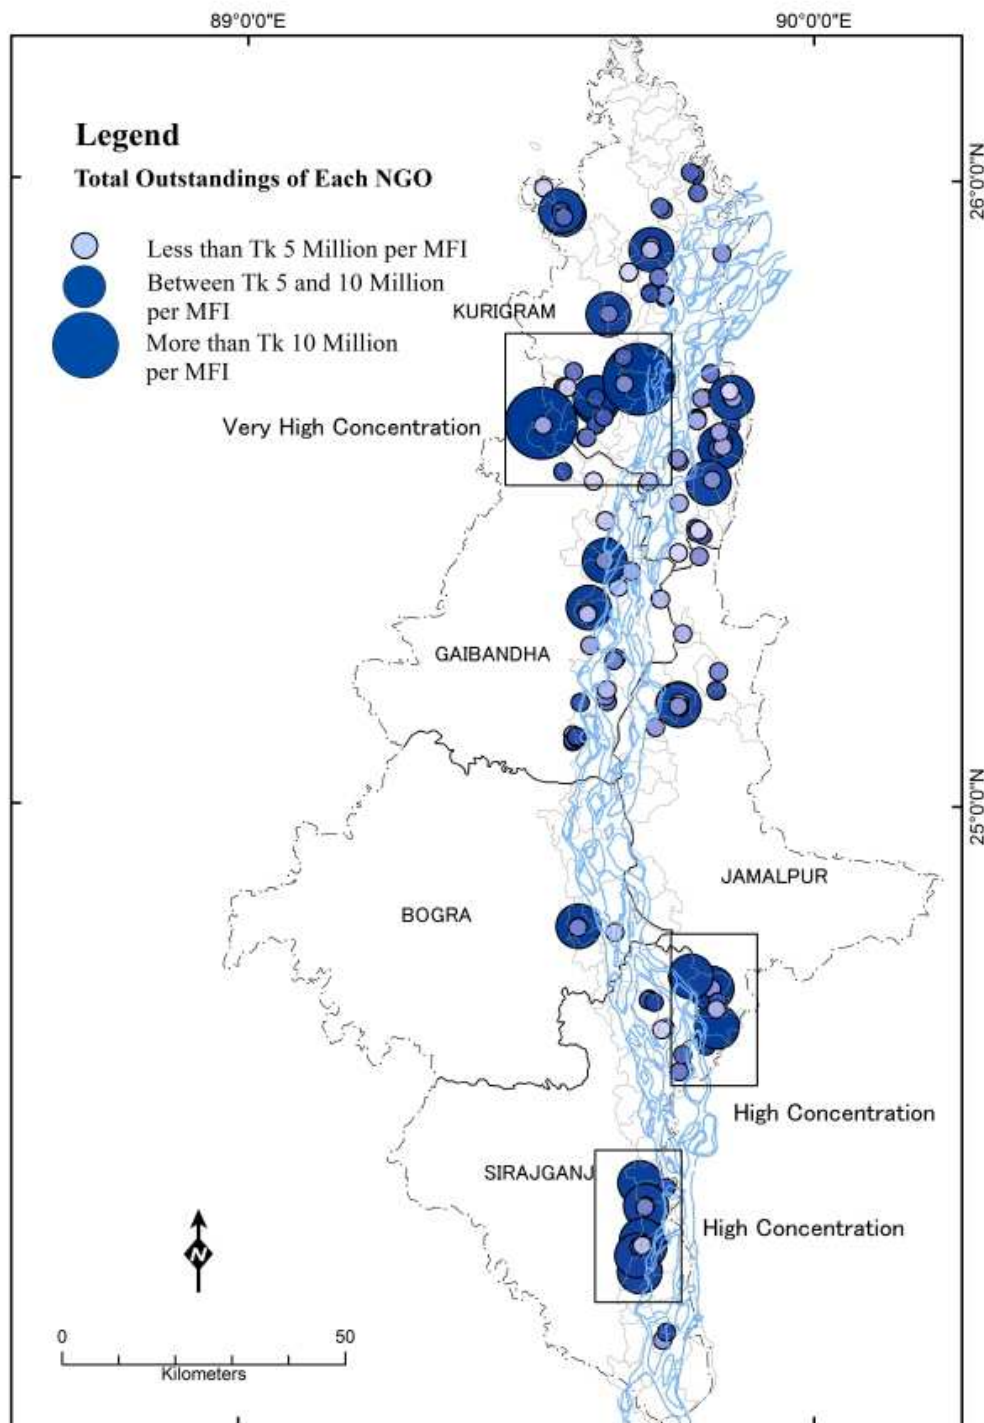 89°0'0"E
90°0'0"E
Legend
Total Outstandings of Each NGO
26°0'0"N
Less than Tk 5 Million per MFI
Between Tk 5 and 10 Million
per MFI
More than Tk 10 Million
per MFI
KURIGRAM
Very High Concentration
GAIBANDHA
25°0'0"N
JAMALPUR
BOGRA
High Concentration
SIRAJGANJ
High Concentration
N
0
50
Kilometers